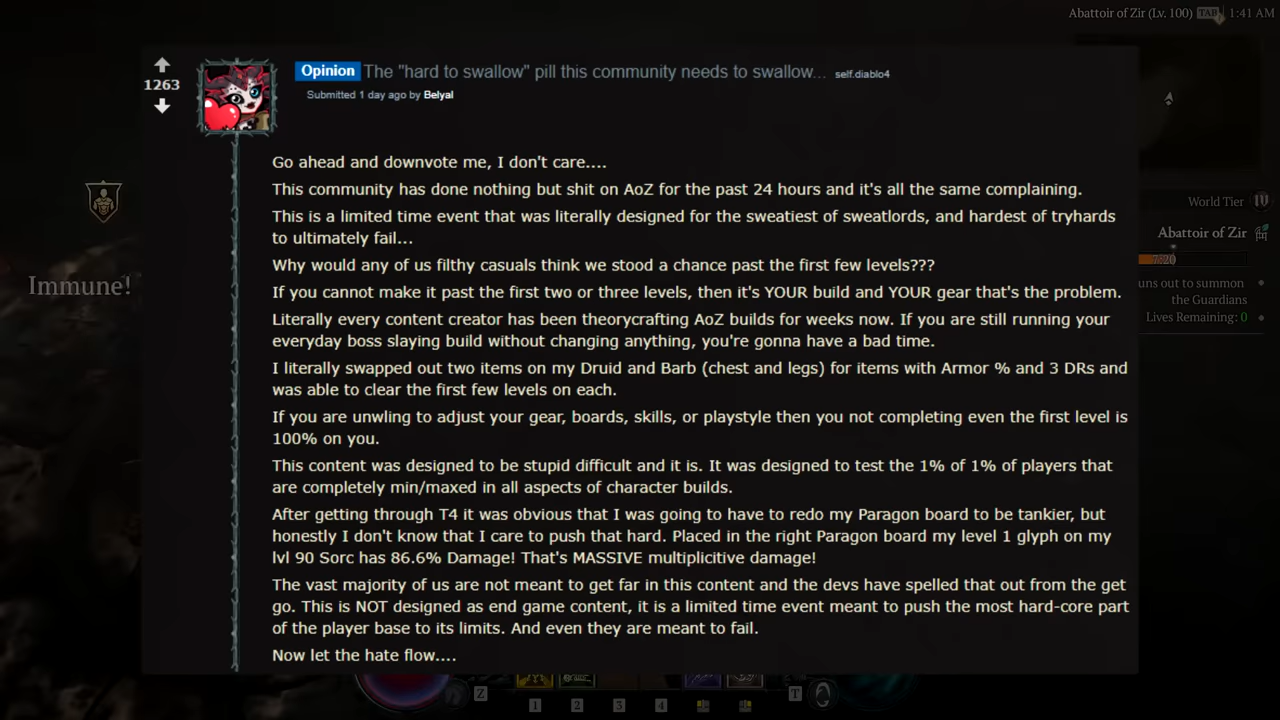 Abattoir of Zir (Lv. 100) TAB 1:41 AM
1263
Opinion The "hard to swallow" pill this community needs to swallow... self.diablo4
Submitted 1 day ago by Belyal
Go ahead and downvote me, I don't care....
This community has done nothing but shit on AoZ for the past 24 hours and it's all the same complaining.
This is a limited time event that was literally designed for the sweatiest of sweatlords, and hardest of tryhards
to ultimately fail...
Why would any of us filthy casuals think we stood a chance past the first few levels???
If you cannot make it past the first two or three levels, then it's YOUR build and YOUR gear that's the problem.
Literally every content creator has been theorycrafting AoZ builds for weeks now. If you are still running your
everyday boss slaying build without changing anything, you're gonna have a bad time.
I literally swapped out two items on my Druid and Barb (chest and legs) for items with Armor % and 3 DRs and
was able to clear the first few levels on each.
If you are unwling to adjust your gear, boards, skills, or playstyle then you not completing even the first level is
100% on you.
This content was designed to be stupid difficult and it is. It was designed to test the 1% of 1% of players that
are completely min/maxed in all aspects of character builds.
After getting through T4 it was obvious that I was going to have to redo my Paragon board to be tankier, but
honestly I don't know that I care to push that hard. Placed in the right Paragon board my level 1 glyph on my
lvl 90 Sorc has 86.6% Damage! That's MASSIVE multiplicitive damage!
The vast majority of us are not meant to get far in this content and the devs have spelled that out from the get
go. This is NOT designed as end game content, it is a limited time event meant to push the most hard-core part
of the player base to its limits. And even they are meant to fail.
Now let the hate flow....
Immune!
World Tier IV
Abattoir of Zir
7:20
uns out to summon
the Guardians
Lives Remaining: 0
Z 1 2 3 4 T